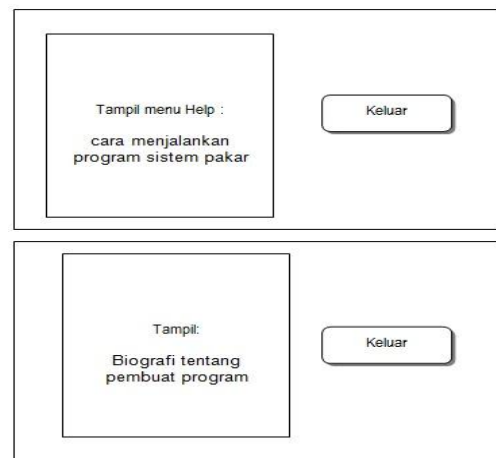 Tampil menu Help :
cara menjalankan
program sistem pakar
Keluar
Tampil:
Biografi tentang
pembuat program
Keluar